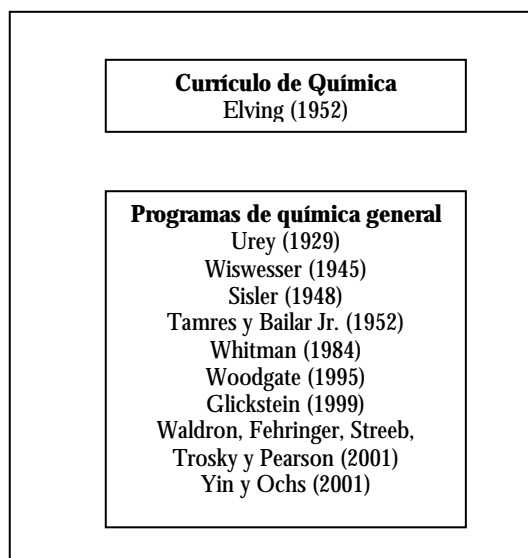 Currículo de Química
Elving (1952)
Programas de química general
Urey (1929)
Wiswesser (1945)
Sisler (1948)
Tamres y Bailar Jr. (1952)
Whitman (1984)
Woodgate (1995)
Glickstein (1999)
Waldron, Fehringer, Streeb,
Trosky y Pearson (2001)
Yin y Ochs (2001)